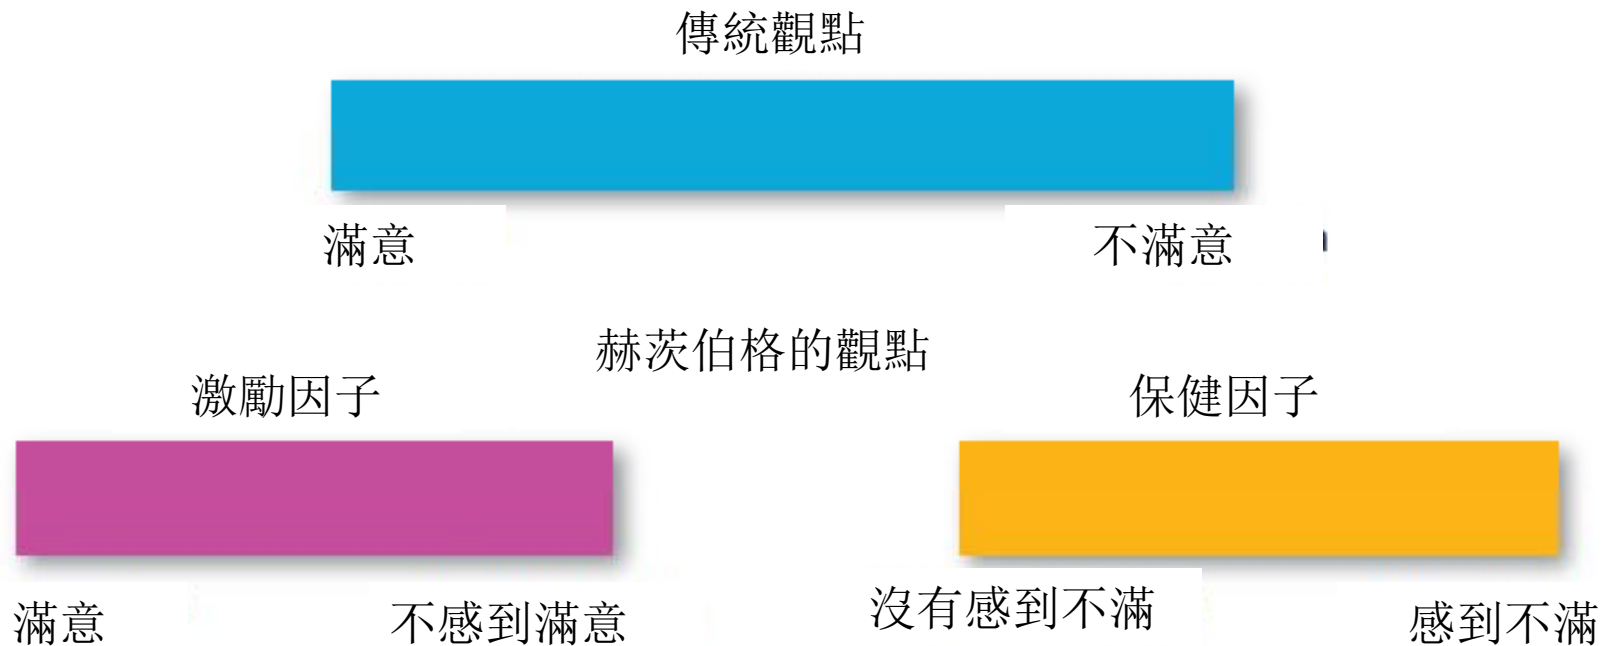 傳統觀點
滿意 不滿意
赫茨伯格的觀點
激勵因子 保健因子
滿意 不感到滿意 沒有感到不滿 感到不滿